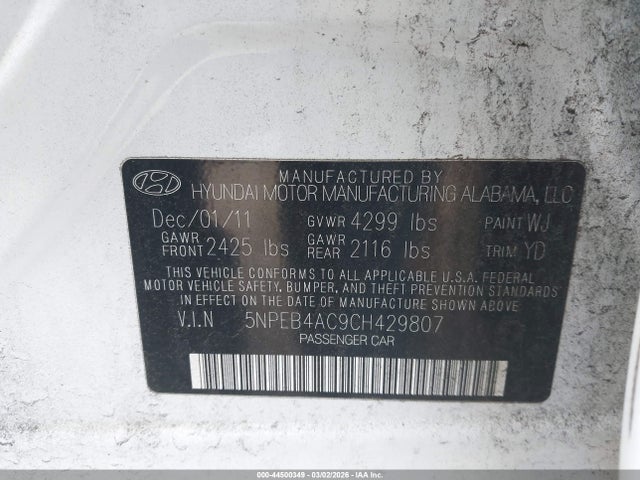 MANUFACTURED BY
HYUNDAI MOTOR MANUFACTURING ALABAMA, LLC
Dec/01/11 GVWR 4299 lbs PAINT WJ
GAWR FRONT 2425 lbs GAWR REAR 2116 lbs TRIM YD
THIS VEHICLE CONFORMS TO ALL APPLICABLE U.S.A. FEDERAL
MOTOR VEHICLE SAFETY, BUMPER, AND THEFT PREVENTION STANDARDS
IN EFFECT ON THE DATE OF MANUFACTURE SHOWN ABOVE
V.I.N 5NPEB4AC9CH429807
PASSENGER CAR
000-44500349 - 03/02/2026 - IAAI.COM